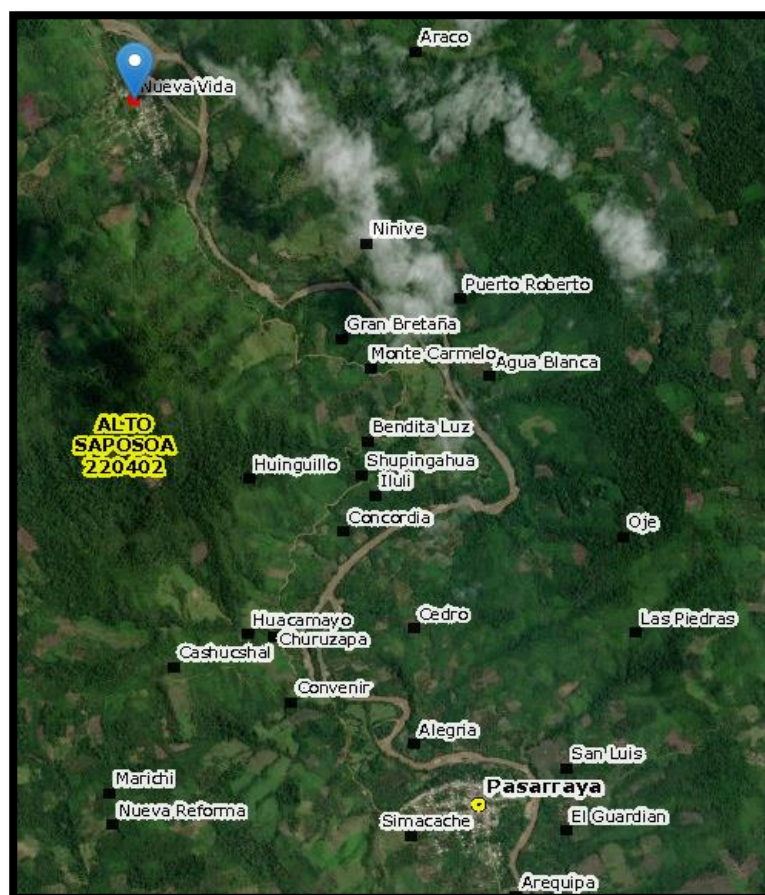 Araco
Nueva Vida
Ninive
Puerto Roberto
Gran Bretaña
Monte Carmelo
Agua Blanca
ALTO
SAPOSOA
220402
Bendita Luz
Huinguillo
Shupingahua
Iluli
Concordia
Oje
Huacamayo
Churuzapa
Cedro
Las Piedras
Cashucshal
Convenir
Alegria
San Luis
Marichi
Pasarraya
Nueva Reforma
Simacache
El Guardian
Arequipa